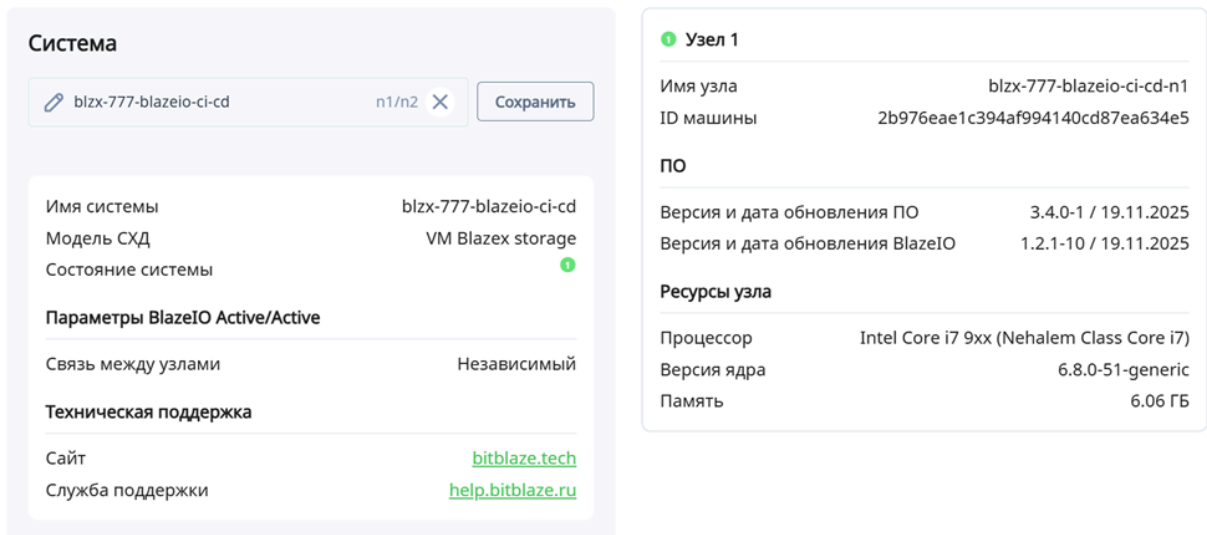 Система
blzx-777-blazeio-ci-cd n1/n2 Сохранить
Имя системы blzx-777-blazeio-ci-cd
Модель СХД VM Blazex storage
Состояние системы 1
Параметры BlazeIO Active/Active
Связь между узлами Независимый
Техническая поддержка
Сайт bitblaze.tech
Служба поддержки help.bitblaze.ru
1 Узел 1
Имя узла blzx-777-blazeio-ci-cd-n1
ID машины 2b976eae1c394af994140cd87ea634e5
ПО
Версия и дата обновления ПО 3.4.0-1 / 19.11.2025
Версия и дата обновления BlazeIO 1.2.1-10 / 19.11.2025
Ресурсы узла
Процессор Intel Core i7 9xx (Nehalem Class Core i7)
Версия ядра 6.8.0-51-generic
Память 6.06 ГБ